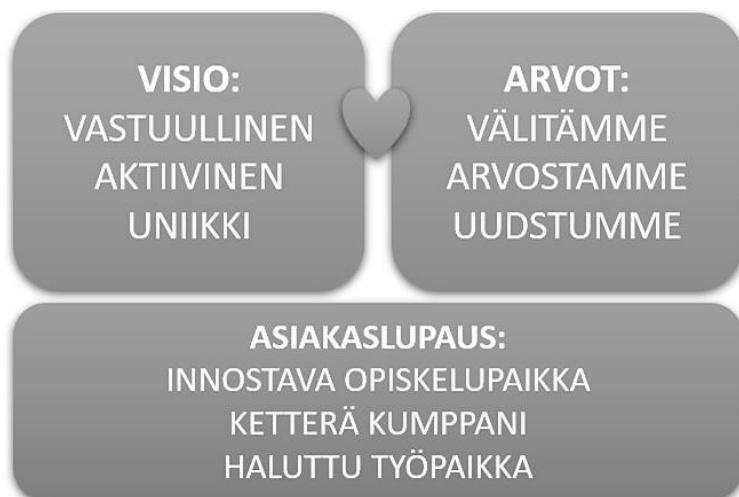 VISIO:
VASTUULLINEN
AKTIIVINEN
UNIIKKI
ARVOT:
VÄLITÄMME
ARVOSTAMME
UUDSTUMME
ASIAKASLUPAUS:
INNOSTAVA OPISKELUPAIKKA
KETTERÄ KUMPPANI
HALUTTU TYÖPAIKKA